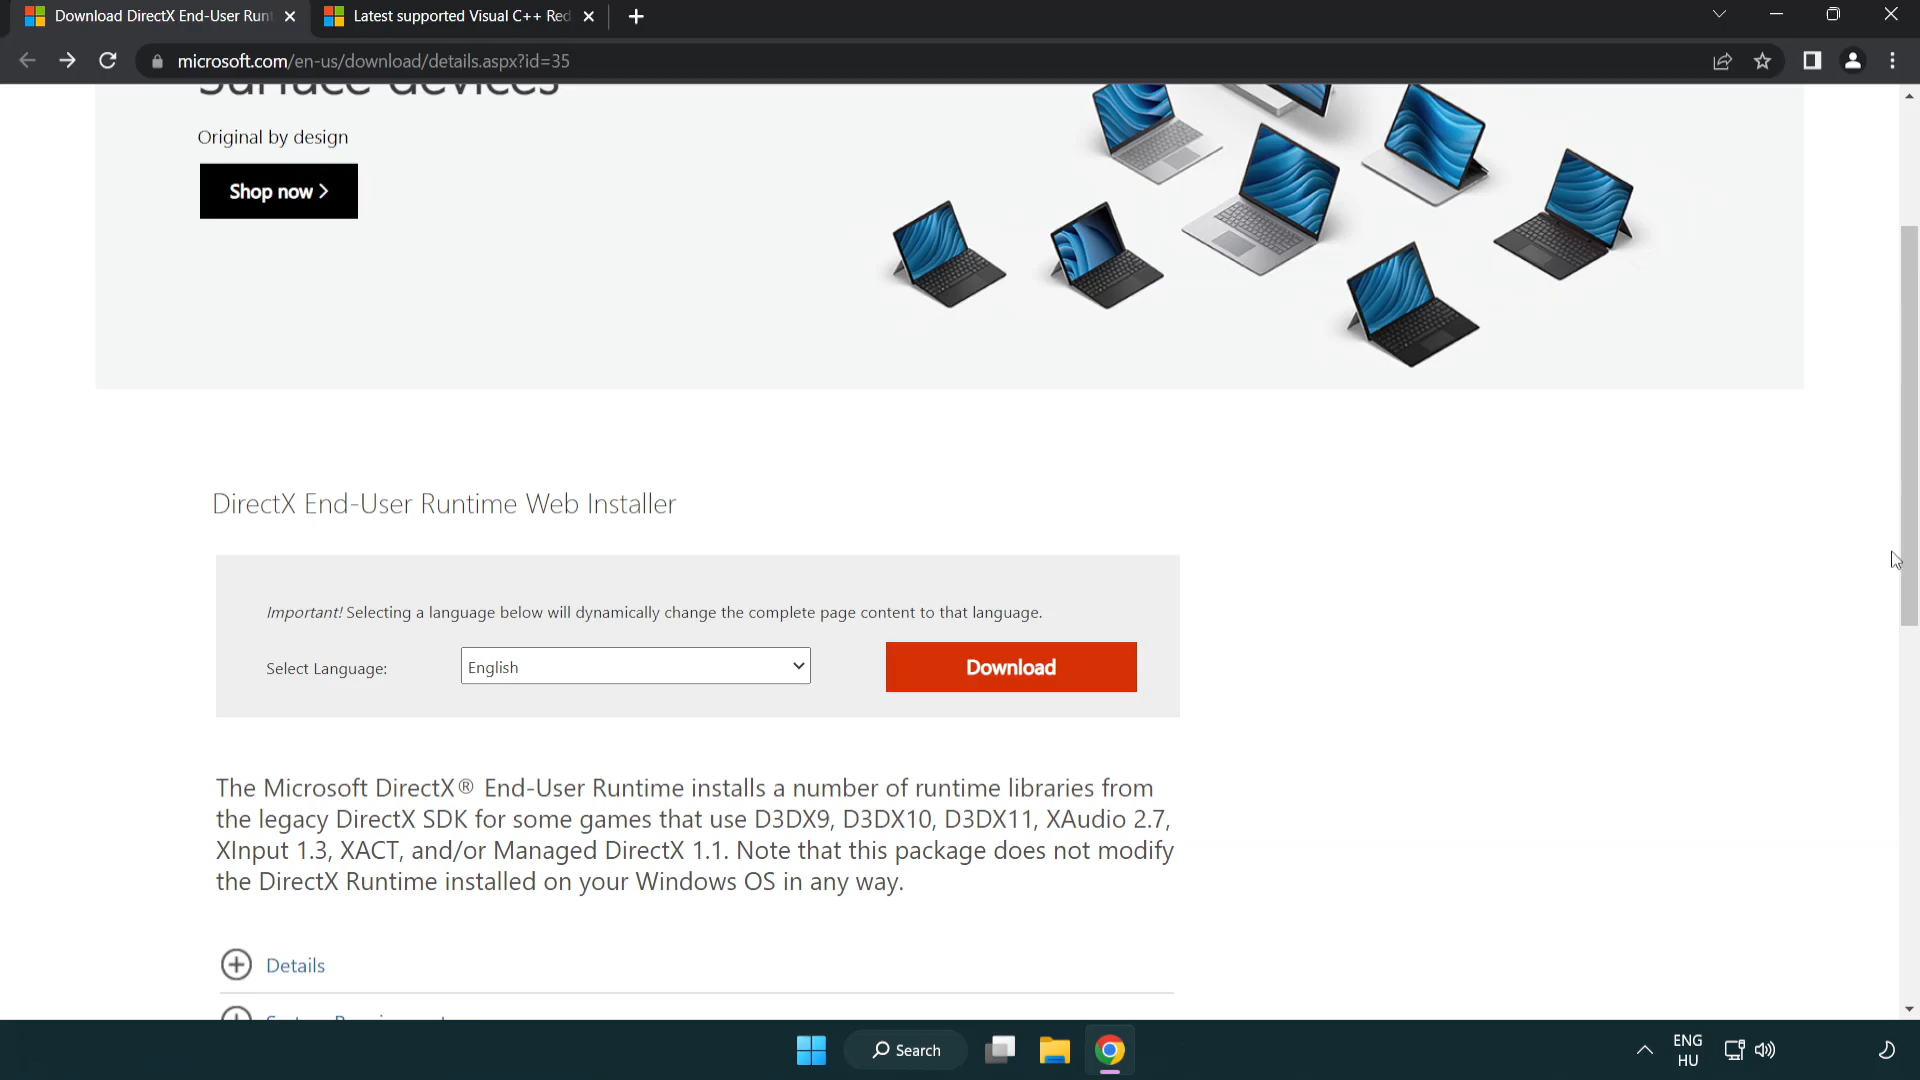 Download DirectX End-User Runt
Latest supported Visual C++ Red
microsoft.com/en-us/download/details.aspx?id=35
Surface devices
Original by design
Shop now >
DirectX End-User Runtime Web Installer
Important! Selecting a language below will dynamically change the complete page content to that language.
Select Language:
English
Download
The Microsoft DirectX® End-User Runtime installs a number of runtime libraries from
the legacy DirectX SDK for some games that use D3DX9, D3DX10, D3DX11, XAudio 2.7,
XInput 1.3, XACT, and/or Managed DirectX 1.1. Note that this package does not modify
the DirectX Runtime installed on your Windows OS in any way.
Details
Search
ENG
HU